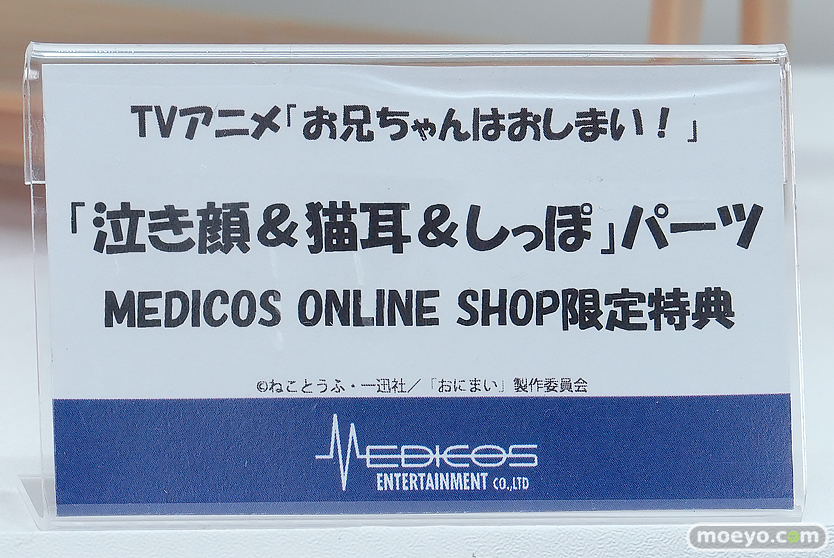 TVアニメ「お兄ちゃんはおしまい！」
「泣き顔＆猫耳＆しっぽ」パーツ
MEDICOS ONLINE SHOP限定特典
©ねことうふ・一迅社／「おにまい」製作委員会
MEDICOS
ENTERTAINMENT CO.,LTD
moeyo.com